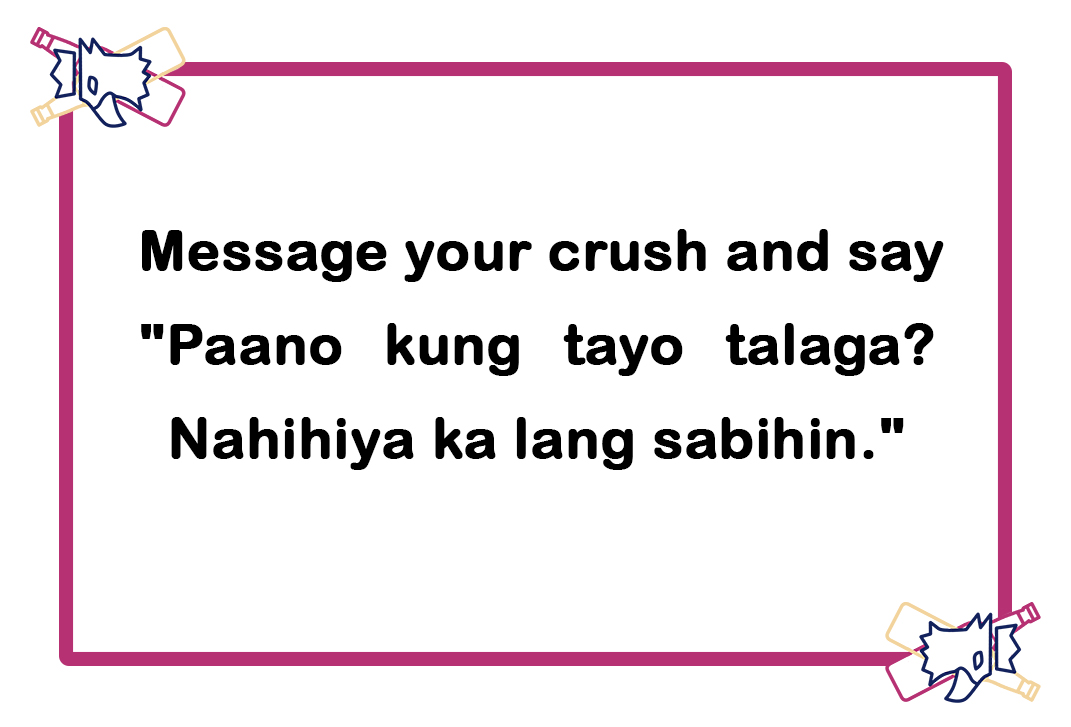 Message your crush and say
"Paano kung tayo talaga?
Nahihiya ka lang sabihin."